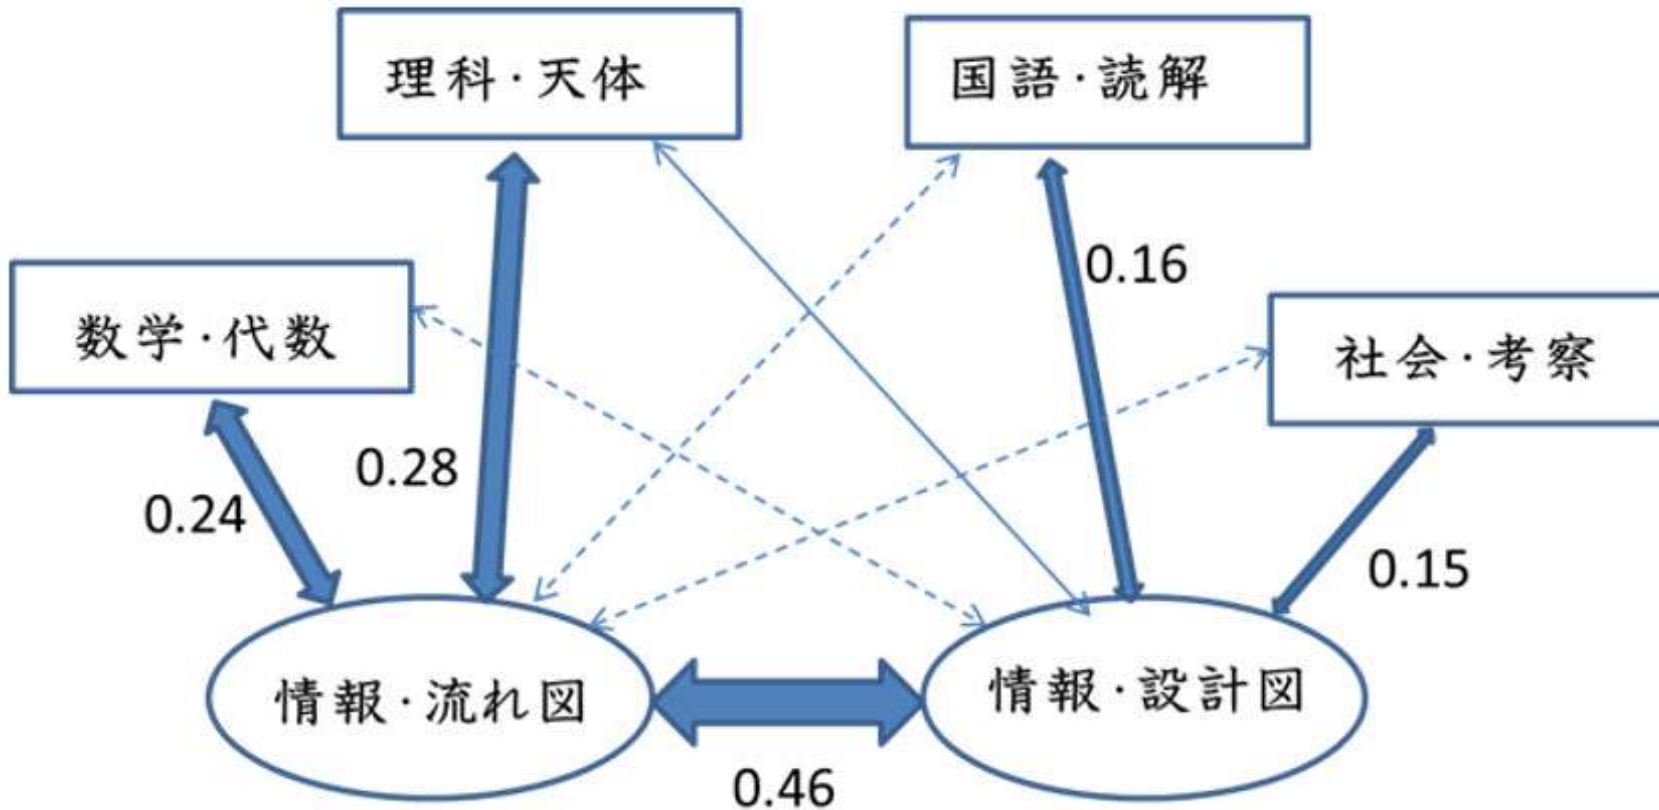 理科・天体
国語・読解
0.16
数学・代数
社会・考察
0.28
0.24
0.15
情報・流れ図
情報・設計図
0.46